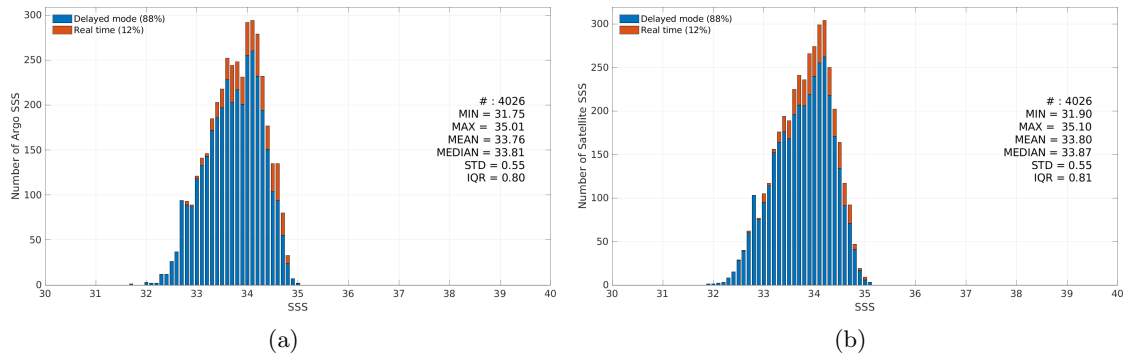 Delayed mode (88%)
Real time (12%)
300
250
200
150
100
50
0
Number of Argo SSS
# : 4026
MIN = 31.75
MAX = 35.01
MEAN = 33.76
MEDIAN = 33.81
STD = 0.55
IQR = 0.80
30 31 32 33 34 35 36 37 38 39 40
SSS
(a)
Delayed mode (88%)
Real time (12%)
300
250
200
150
100
50
0
Number of Satellite SSS
# : 4026
MIN = 31.90
MAX = 35.10
MEAN = 33.80
MEDIAN = 33.87
STD = 0.55
IQR = 0.81
30 31 32 33 34 35 36 37 38 39 40
SSS
(b)